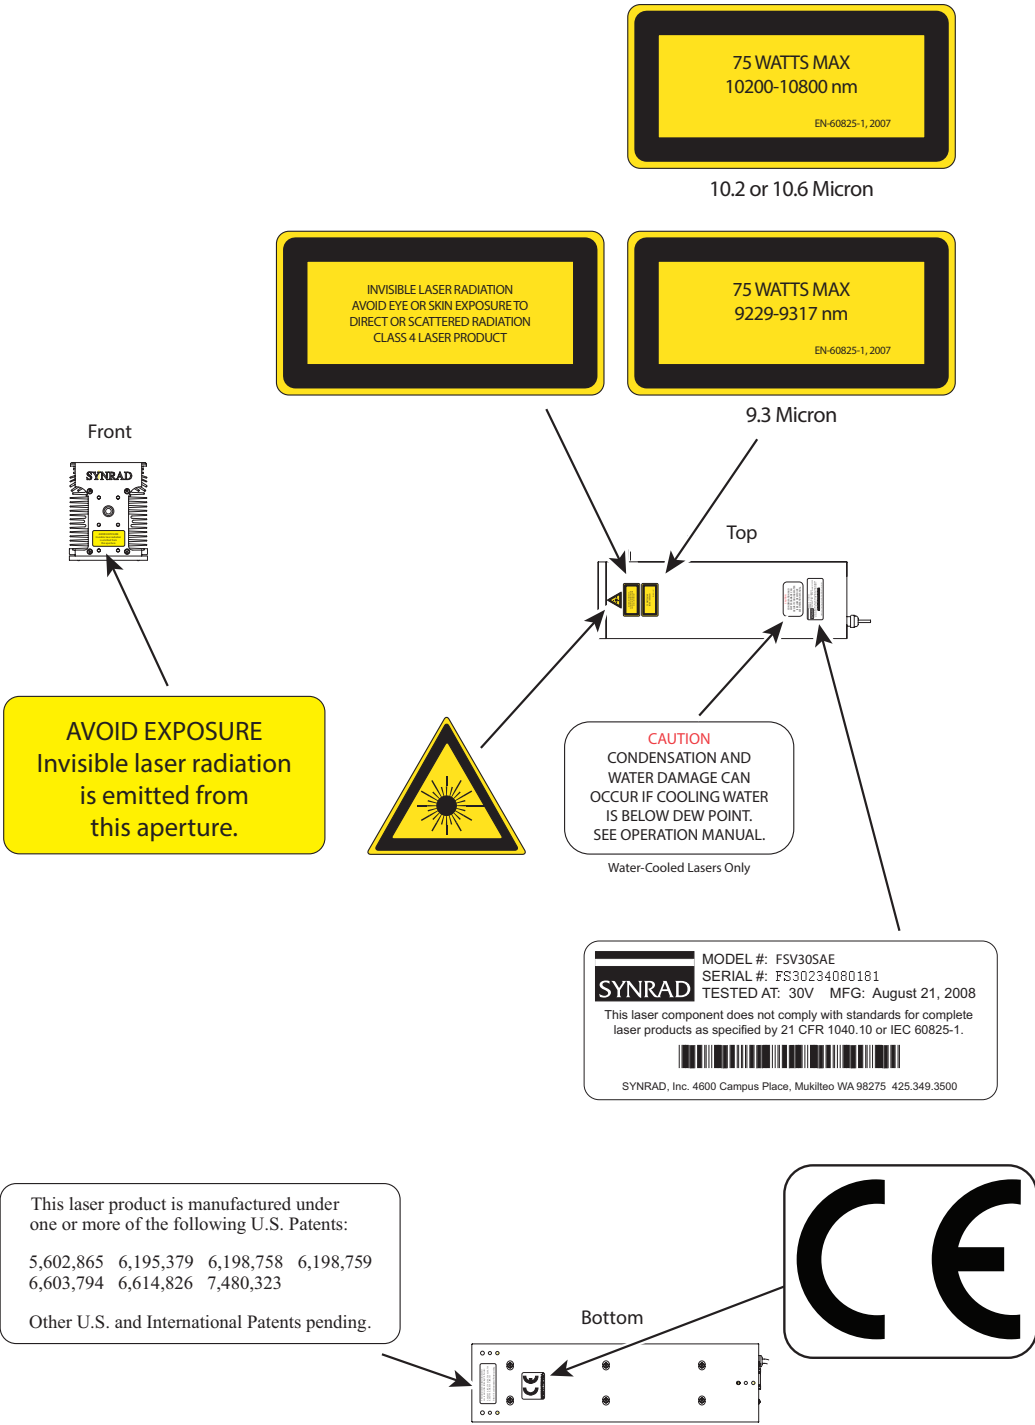 75 WATTS MAX
10200-10800 nm
EN-60825-1, 2007
10.2 or 10.6 Micron
INVISIBLE LASER RADIATION
AVOID EYE OR SKIN EXPOSURE TO
DIRECT OR SCATTERED RADIATION
CLASS 4 LASER PRODUCT
75 WATTS MAX
9229-9317 nm
EN-60825-1, 2007
9.3 Micron
Front
SYNRAD
Top
AVOID EXPOSURE
Invisible laser radiation
is emitted from
this aperture.
CAUTION
CONDENSATION AND
WATER DAMAGE CAN
OCCUR IF COOLING WATER
IS BELOW DEW POINT.
SEE OPERATION MANUAL.
Water-Cooled Lasers Only
SYNRAD
MODEL #: FSV30SAE
SERIAL #: FS30234080181
TESTED AT: 30V MFG: August 21, 2008
This laser component does not comply with standards for complete
laser products as specified by 21 CFR 1040.10 or IEC 60825-1.
SYNRAD, Inc. 4600 Campus Place, Mukilteo WA 98275 425.349.3500
This laser product is manufactured under
one or more of the following U.S. Patents:
5,602,865 6,195,379 6,198,758 6,198,759
6,603,794 6,614,826 7,480,323
Other U.S. and International Patents pending.
CE
Bottom
CE